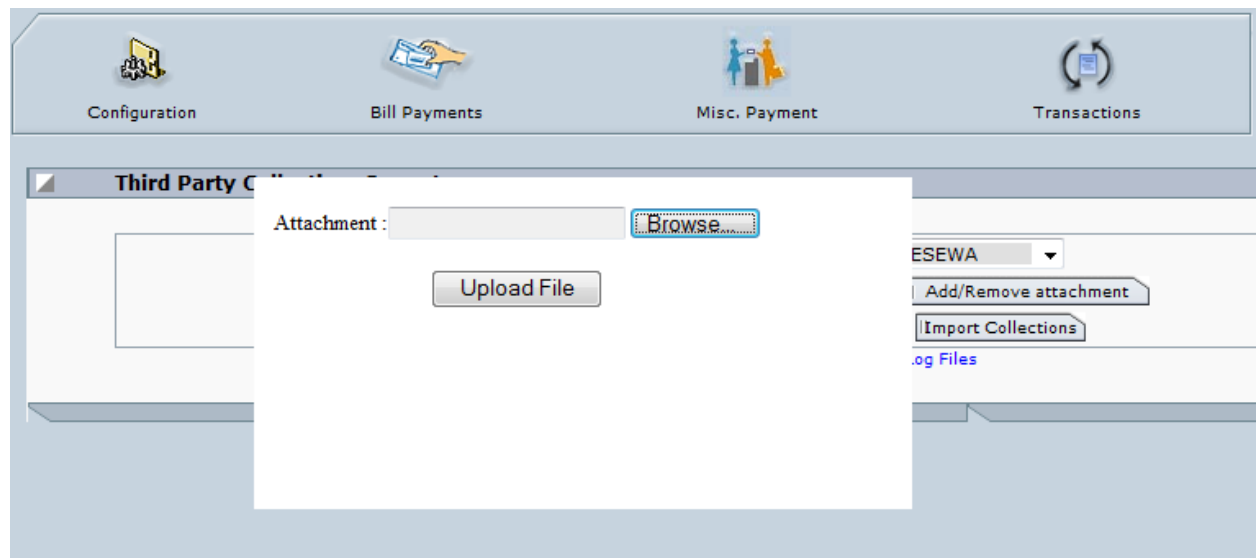 Configuration
Bill Payments
Misc. Payment
Transactions
Third Party
Attachment :
Browse...
ESEWA
Upload File
Add/Remove attachment
Import Collections
Files